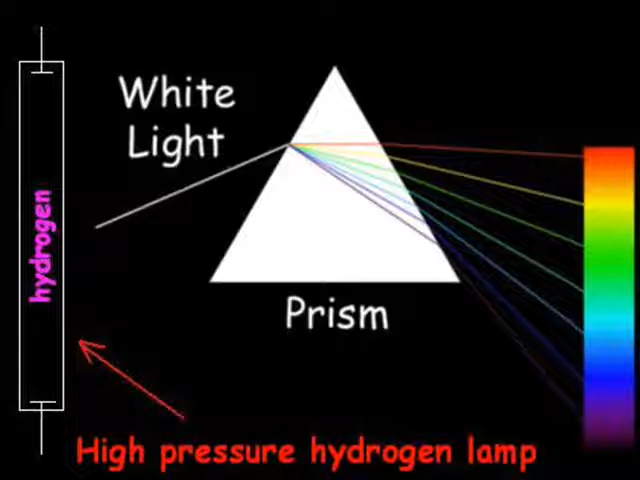 White
Light
hydrogen
Prism
High pressure hydrogen lamp